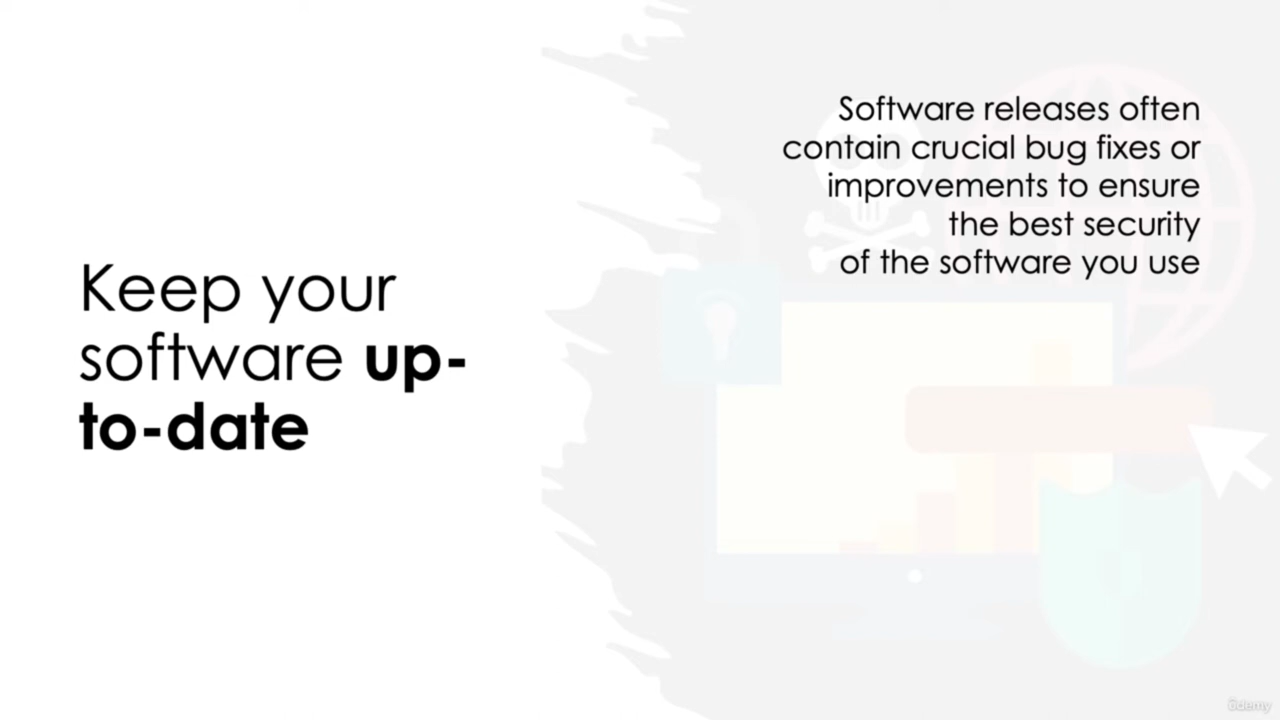 Keep your
software up-
to-date
Software releases often
contain crucial bug fixes or
improvements to ensure
the best security
of the software you use
ûdemy